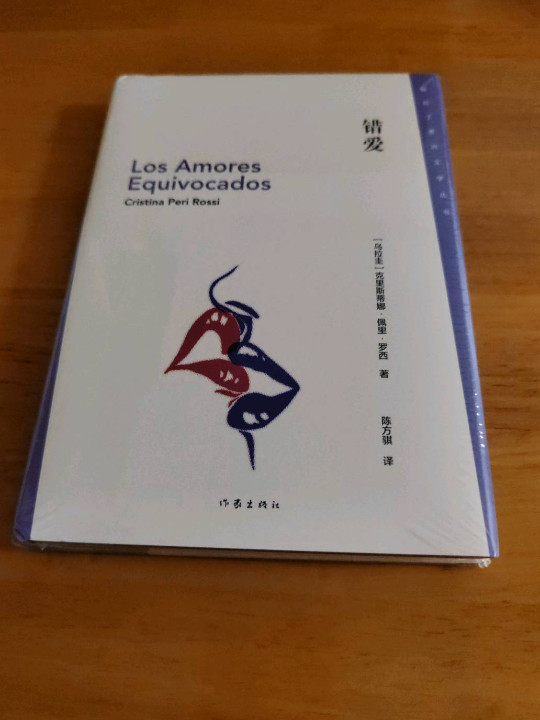 错爱
Los Amores
Equivocados
Cristina Peri Rossi
[乌拉圭]克里斯蒂娜·佩里·罗西 著
陈方骐 译
作家出版社